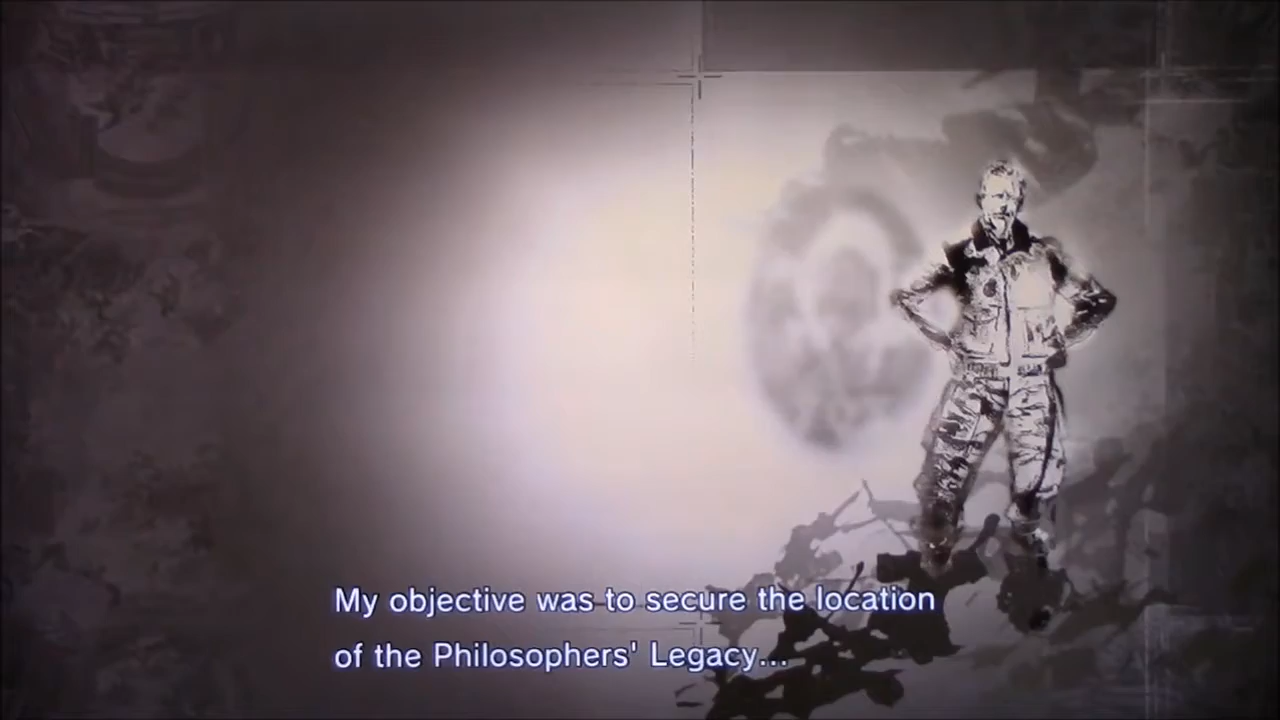 My objective was to secure the location
of the Philosophers' Legacy...